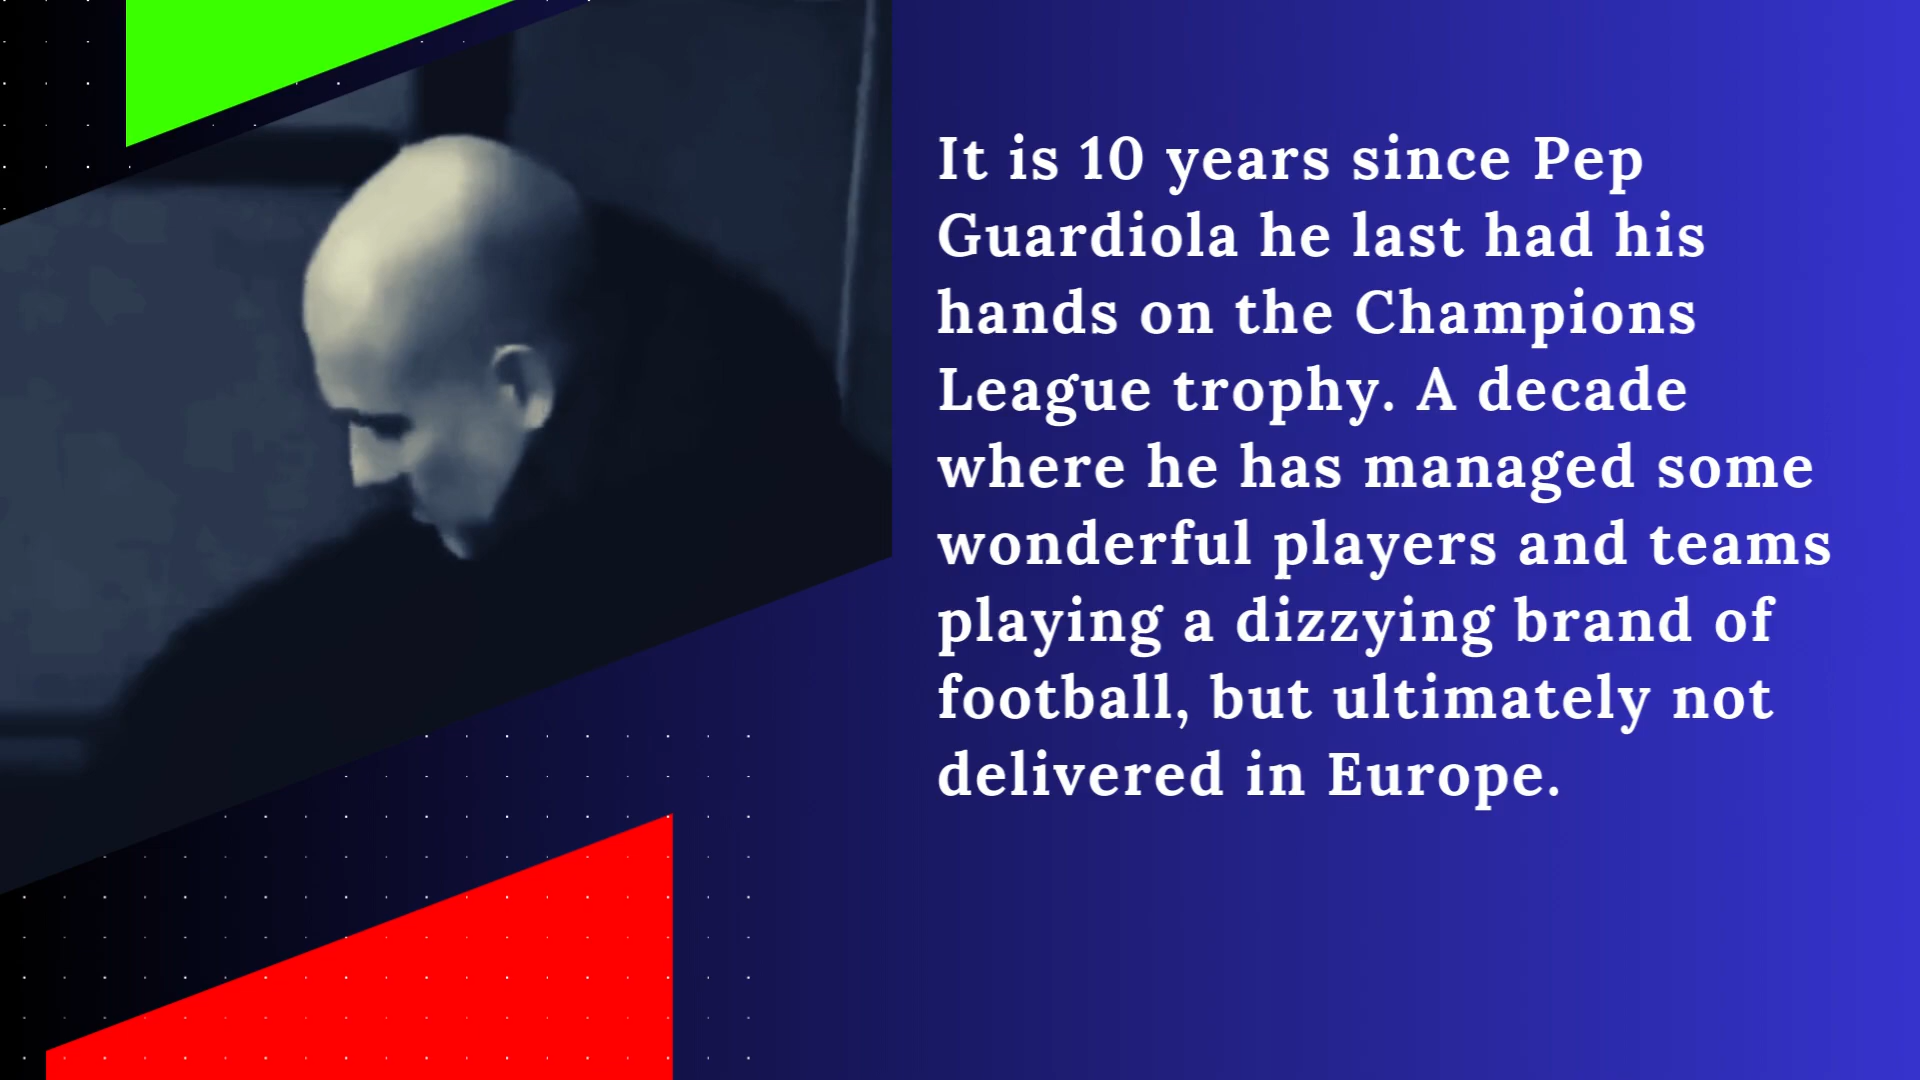 It is 10 years since Pep
Guardiola he last had his
hands on the Champions
League trophy. A decade
where he has managed some
wonderful players and teams
playing a dizzying brand of
football, but ultimately not
delivered in Europe.